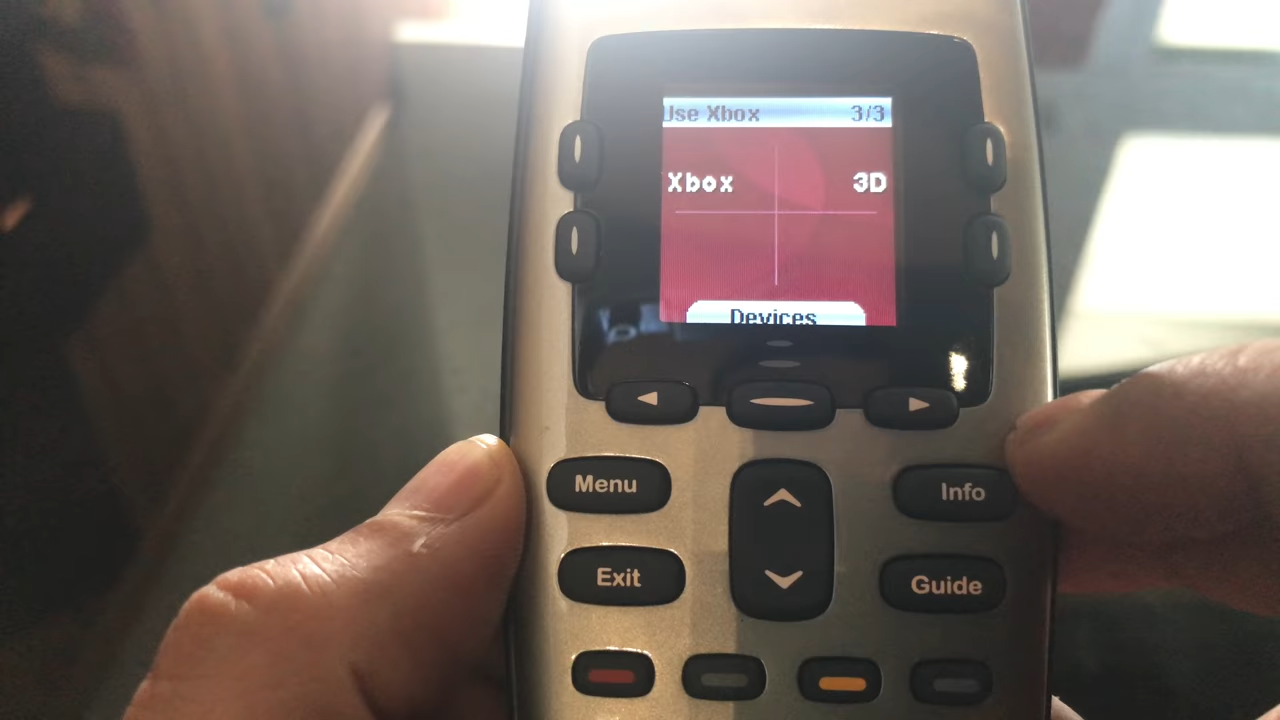 Use Xbox 3/3
Xbox 3D
Devices
Menu Info
Exit Guide